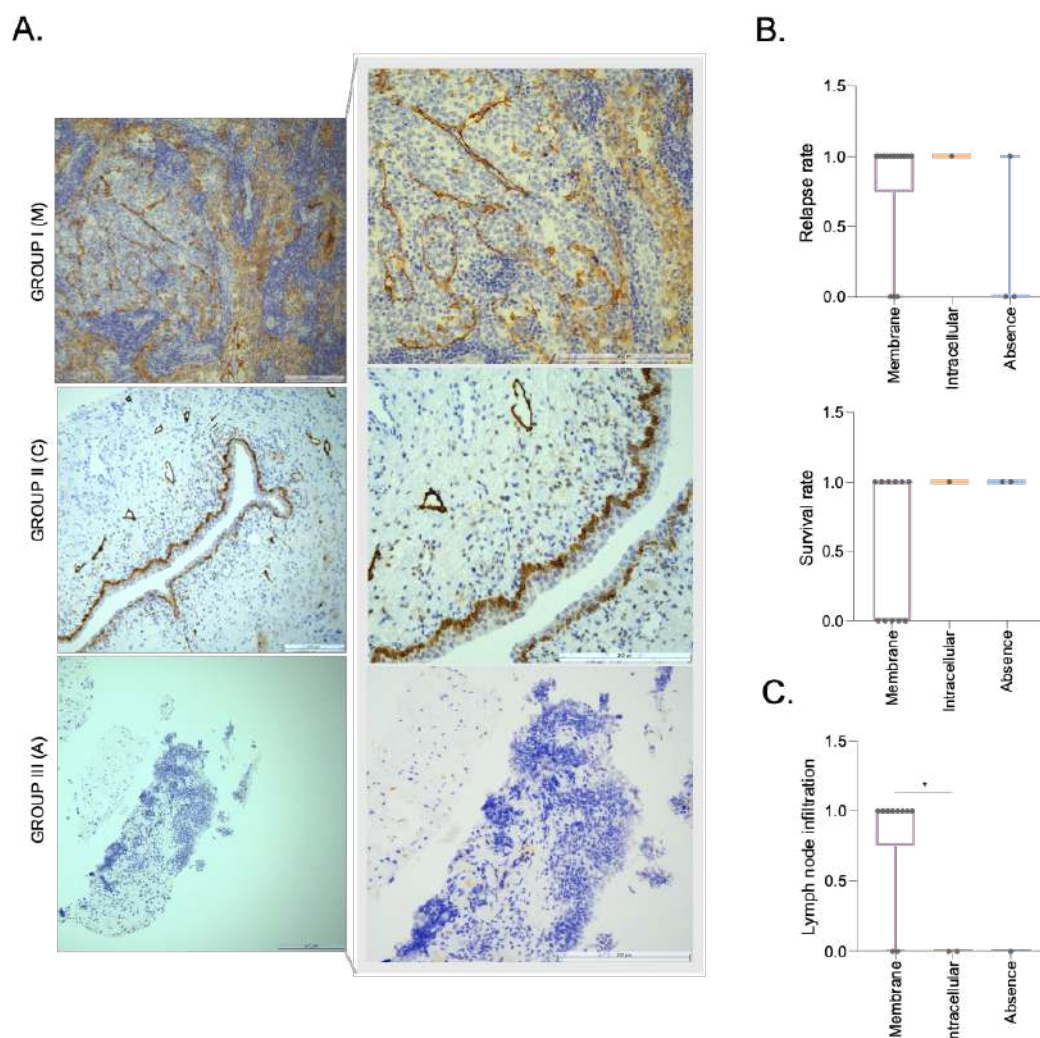 A.
GROUP I (M)
GROUP II (C)
GROUP III (A)
B.
Relapse rate
1.5
1.0
0.5
0.0
Membrane
Intracellular
Absence
Survival rate
1.5
1.0
0.5
0.0
Membrane
Intracellular
Absence
C.
Lymph node infiltration
1.5
1.0
0.5
0.0
*
Membrane
Intracellular
Absence